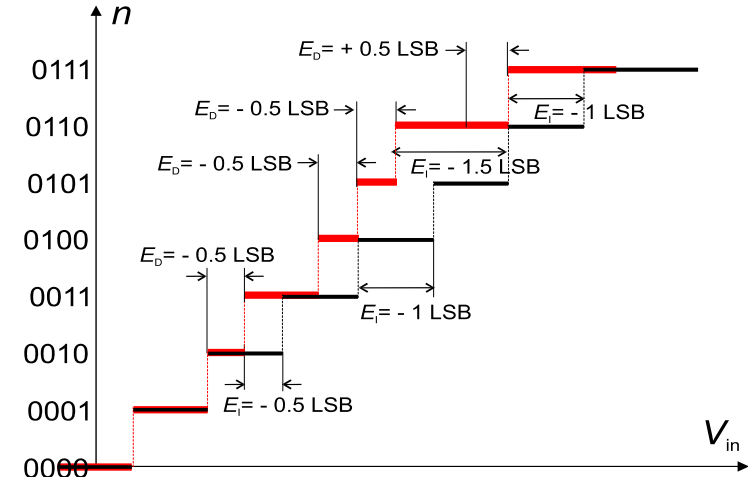 n
E_D= + 0.5 LSB
0111
E_D= - 0.5 LSB
E_I= - 1 LSB
0110
E_D= - 0.5 LSB
E_I= - 1.5 LSB
0101
0100
E_D= - 0.5 LSB
0011
E_I= - 1 LSB
0010
E_I= - 0.5 LSB
0001
V_in
0000